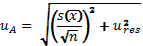 u_A = √((s(x)/√n)² + u²_res)